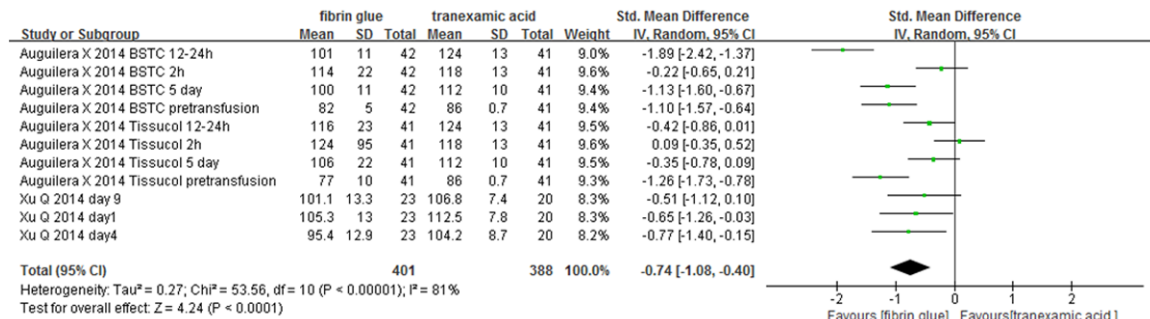 fibrin glue tranexamic acid Std. Mean Difference Std. Mean Difference
Study or Subgroup Mean SD Total Mean SD Total Weight IV, Random, 95% CI IV, Random, 95% CI
Auguilera X 2014 BSTC 12-24h 101 11 42 124 13 41 9.0% -1.89 [-2.42, -1.37]
Auguilera X 2014 BSTC 2h 114 22 42 118 13 41 9.6% -0.22 [-0.65, 0.21]
Auguilera X 2014 BSTC 5 day 100 11 42 112 10 41 9.4% -1.13 [-1.60, -0.67]
Auguilera X 2014 BSTC pretransfusion 82 5 42 86 0.7 41 9.4% -1.10 [-1.57, -0.64]
Auguilera X 2014 Tissucol 12-24h 116 23 41 124 13 41 9.6% -0.42 [-0.86, 0.01]
Auguilera X 2014 Tissucol 2h 124 95 41 118 13 41 9.6% 0.09 [-0.35, 0.52]
Auguilera X 2014 Tissucol 5 day 106 22 41 112 10 41 9.6% -0.35 [-0.78, 0.09]
Auguilera X 2014 Tissucol pretransfusion 77 10 41 86 0.7 41 9.3% -1.26 [-1.73, -0.78]
Xu Q 2014 day 9 101.1 13.3 23 106.8 7.4 20 8.3% -0.51 [-1.12, 0.10]
Xu Q 2014 day1 105.3 13 23 112.5 7.8 20 8.3% -0.65 [-1.26, -0.03]
Xu Q 2014 day4 95.4 12.9 23 104.2 8.7 20 8.2% -0.77 [-1.40, -0.15]
Total (95% CI) 401 388 100.0% -0.74 [-1.08, -0.40]
Heterogeneity: Tau² = 0.27; Chi² = 53.56, df = 10 (P < 0.00001); I² = 81%
Test for overall effect: Z = 4.24 (P < 0.0001)
-2 -1 0 1 2
Favours [fibrin glue] Favours[tranexamic acid ]